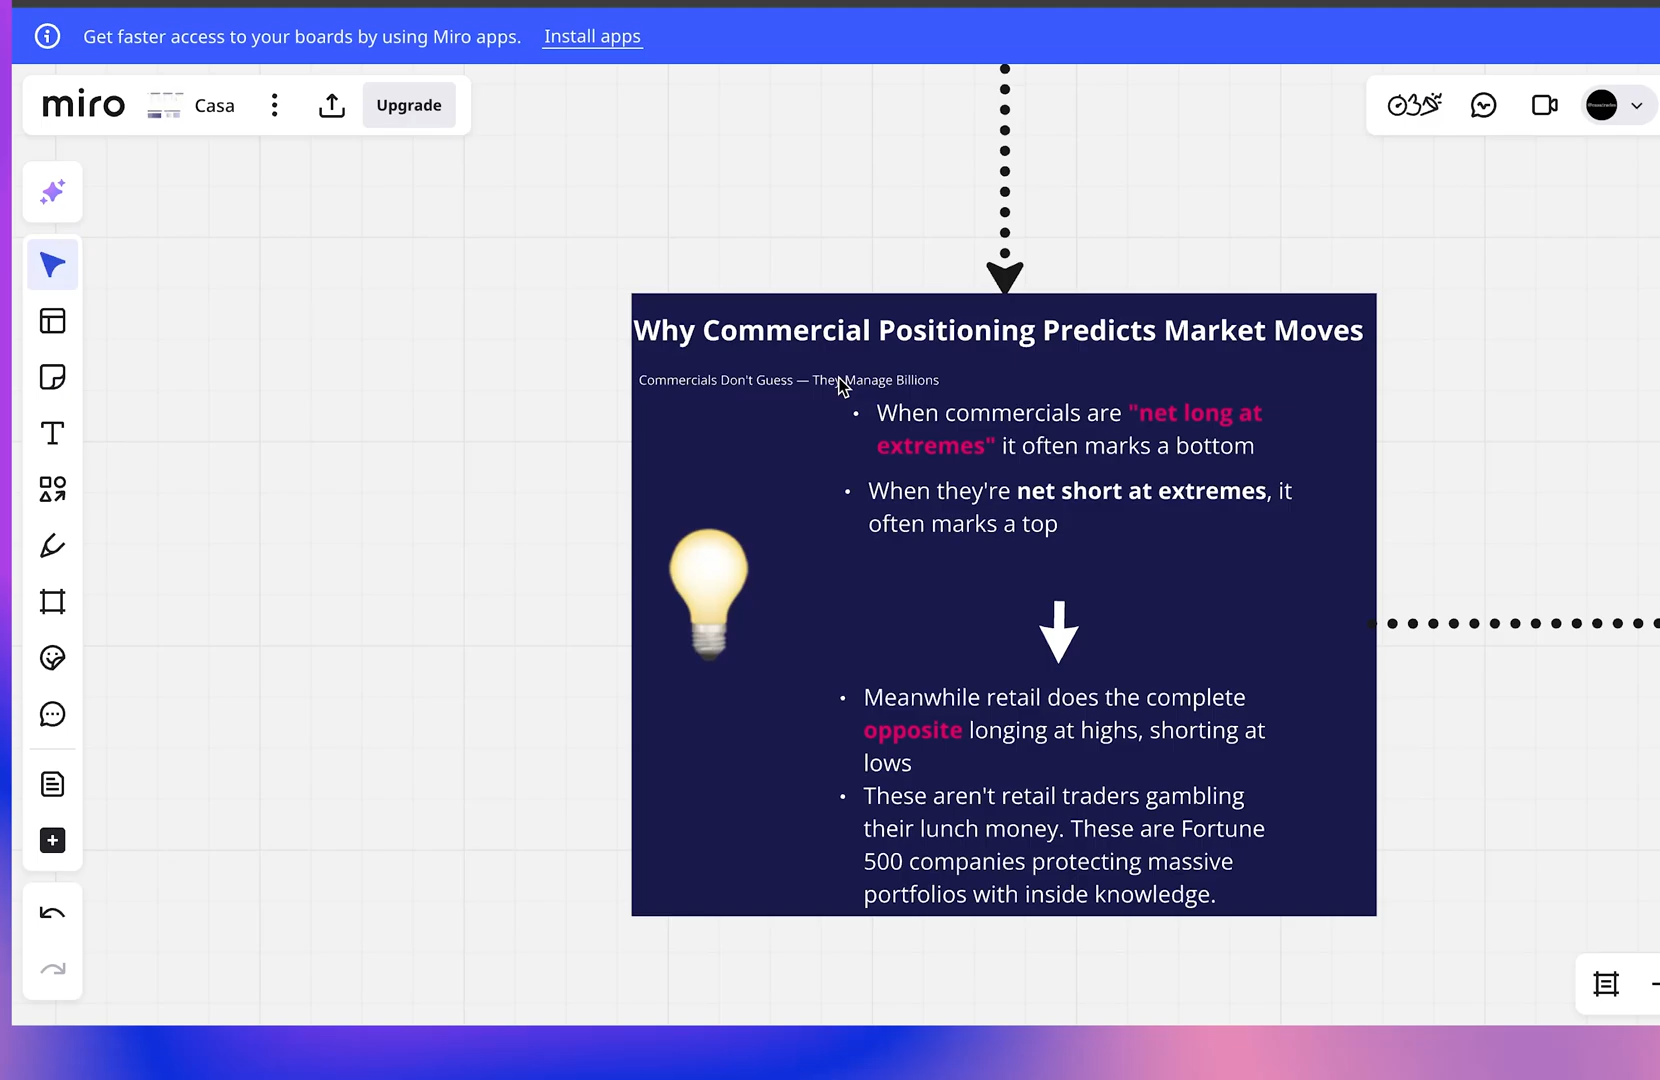 Get faster access to your boards by using Miro apps. Install apps
miro Casa Upgrade
Why Commercial Positioning Predicts Market Moves
Commercials Don't Guess — They Manage Billions
• When commercials are "net long at
extremes" it often marks a bottom
• When they're net short at extremes, it
often marks a top
• Meanwhile retail does the complete
opposite longing at highs, shorting at
lows
• These aren't retail traders gambling
their lunch money. These are Fortune
500 companies protecting massive
portfolios with inside knowledge.